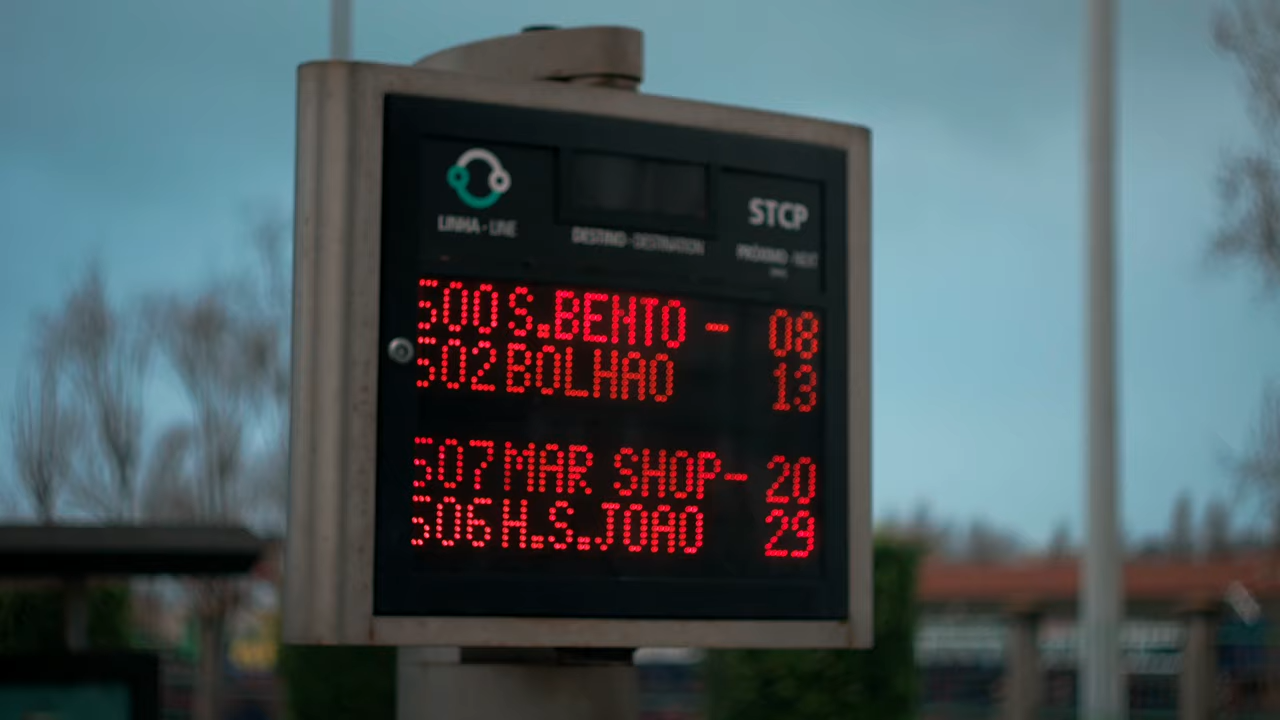 STCP
LINHA - LINE
DESTINO - DESTINATION
PRÓXIMO - NEXT
500 S.BENTO - 08
502 BOLHAO 13
507 MAR SHOP- 20
506 H.S.JOAO 29